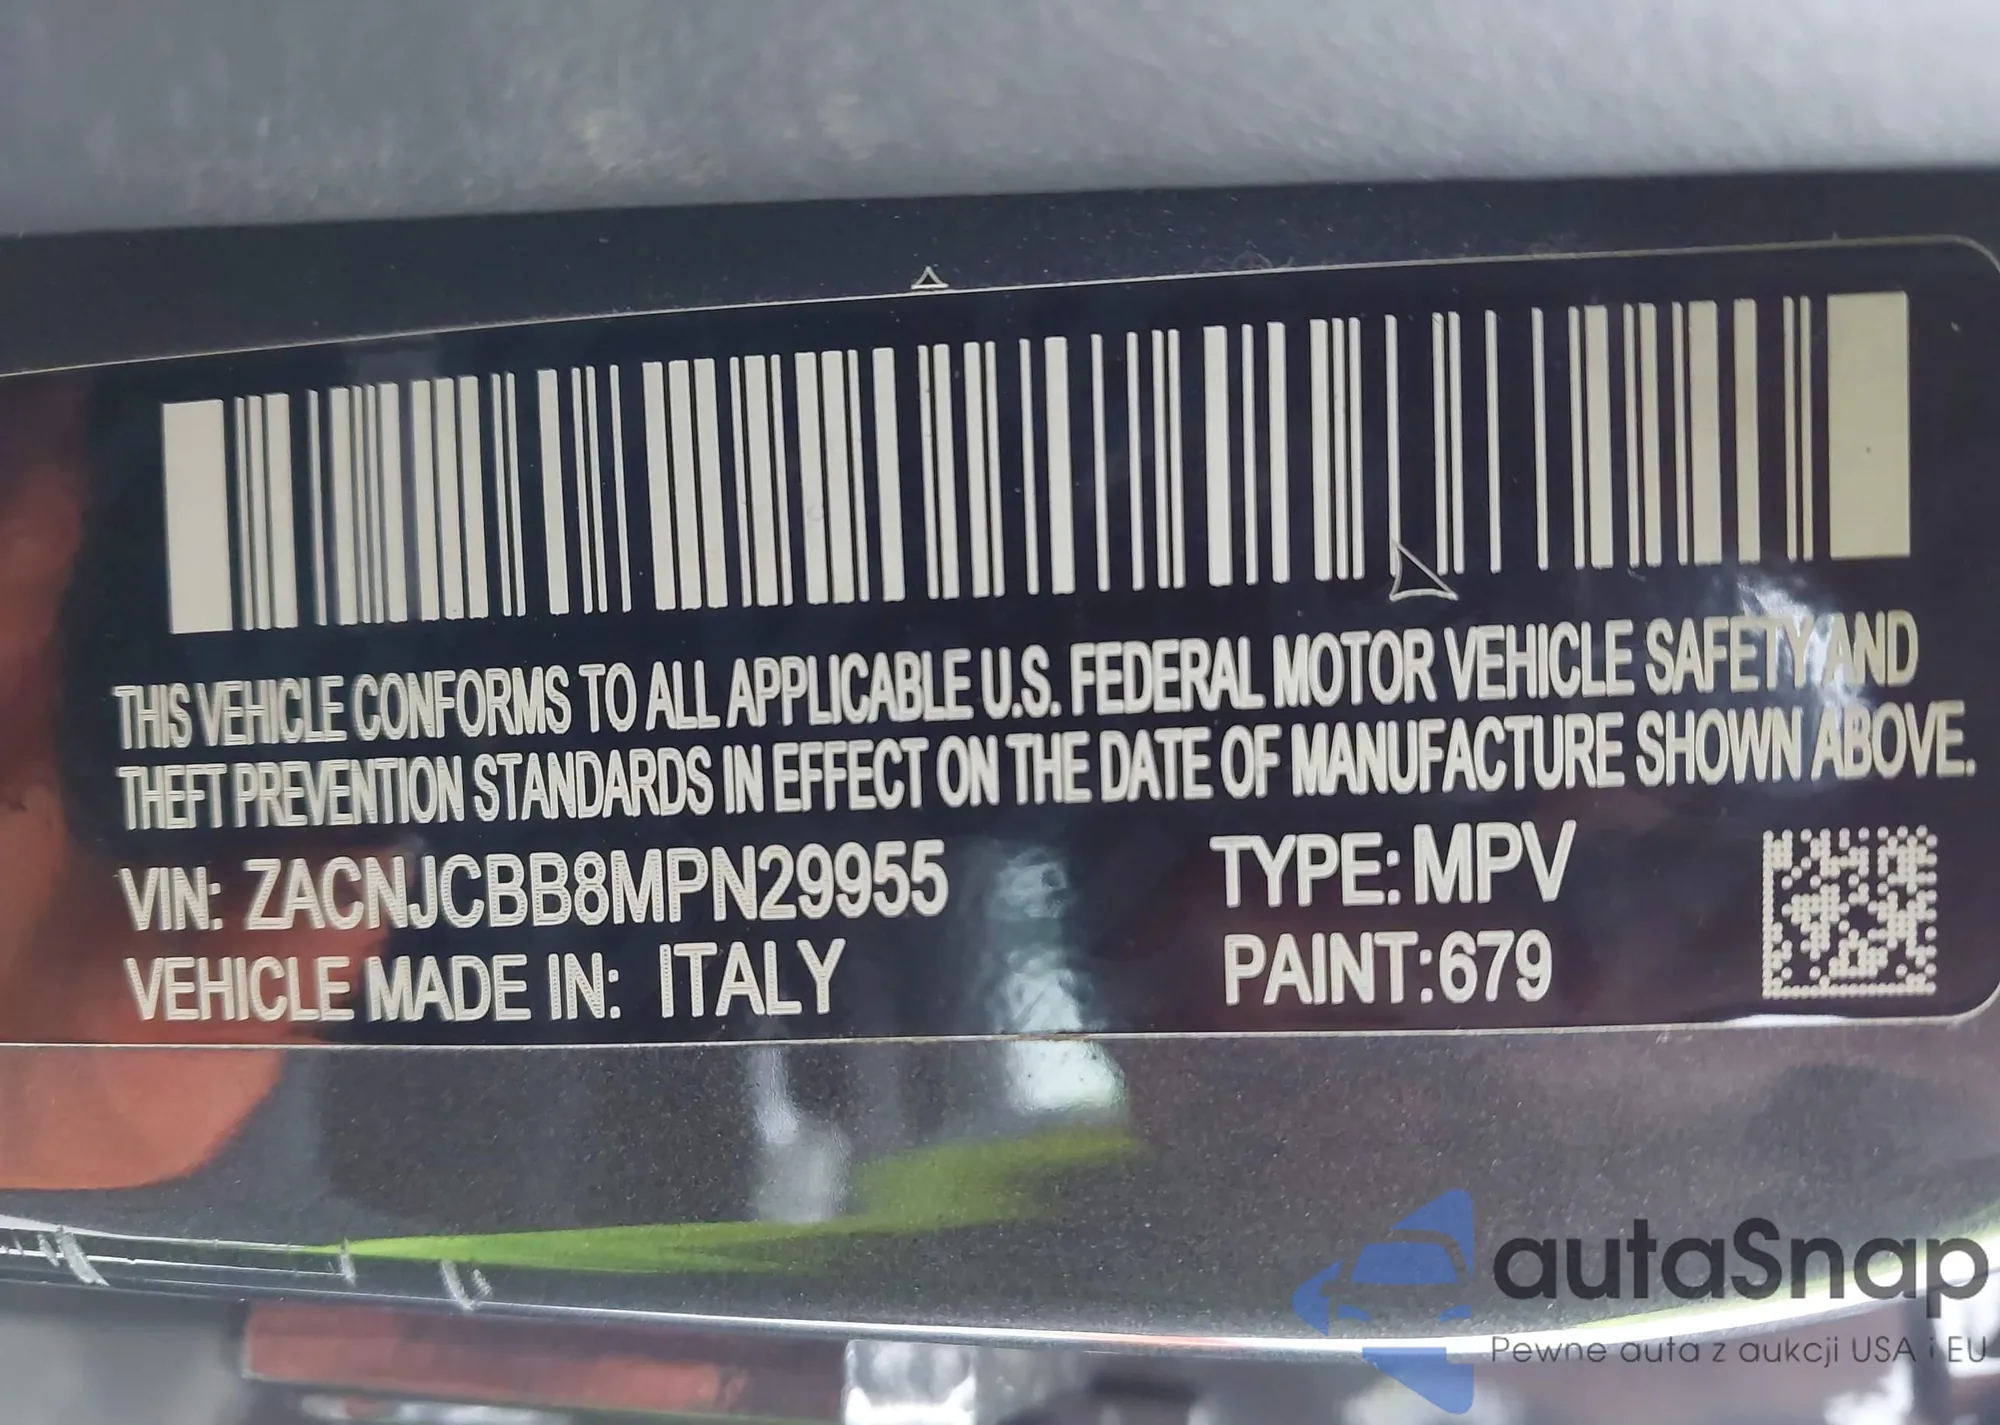 THIS VEHICLE CONFORMS TO ALL APPLICABLE U.S. FEDERAL MOTOR VEHICLE SAFETY AND
THEFT PREVENTION STANDARDS IN EFFECT ON THE DATE OF MANUFACTURE SHOWN ABOVE.
VIN: ZACNJCBB8MPN29955 TYPE: MPV
VEHICLE MADE IN: ITALY PAINT:679
autaSnap
Pewne auta z aukcji USA i EU